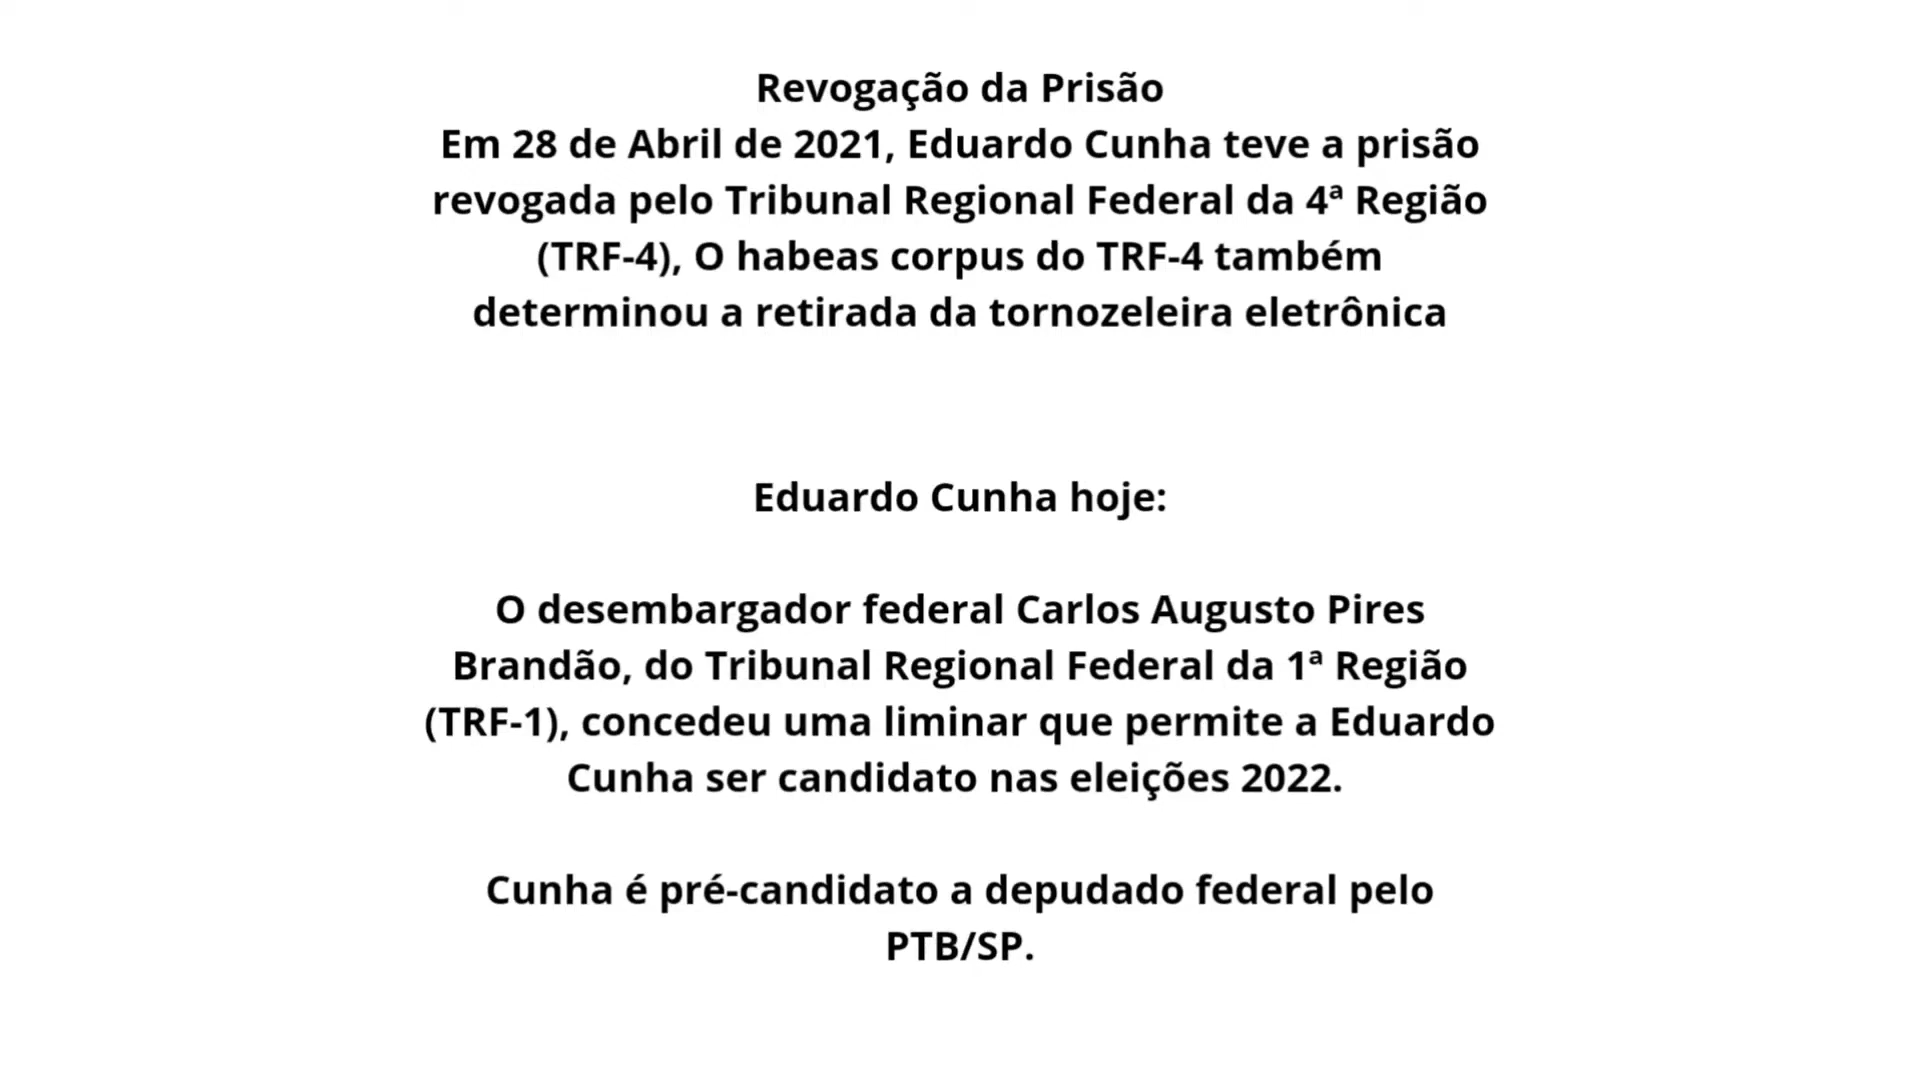 Revogação da Prisão
Em 28 de Abril de 2021, Eduardo Cunha teve a prisão
revogada pelo Tribunal Regional Federal da 4ª Região
(TRF-4), O habeas corpus do TRF-4 também
determinou a retirada da tornozeleira eletrônica
Eduardo Cunha hoje:
O desembargador federal Carlos Augusto Pires
Brandão, do Tribunal Regional Federal da 1ª Região
(TRF-1), concedeu uma liminar que permite a Eduardo
Cunha ser candidato nas eleições 2022.
Cunha é pré-candidato a depudado federal pelo
PTB/SP.